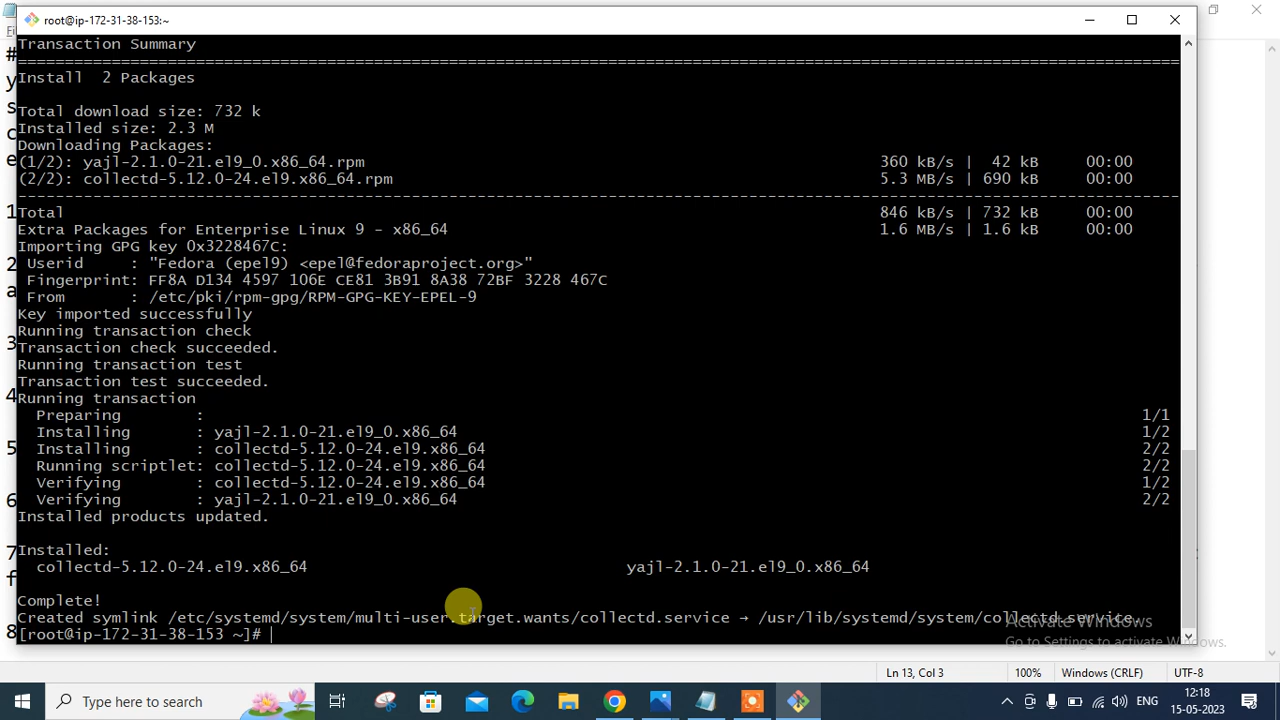 root@ip-172-31-38-153:~
Transaction Summary
================================================================================
Install  2 Packages
Total download size: 732 k
Installed size: 2.3 M
Downloading Packages:
(1/2): yajl-2.1.0-21.el9_0.x86_64.rpm 360 kB/s | 42 kB 00:00
(2/2): collectd-5.12.0-24.el9.x86_64.rpm 5.3 MB/s | 690 kB 00:00
--------------------------------------------------------------------------------
Total 846 kB/s | 732 kB 00:00
Extra Packages for Enterprise Linux 9 - x86_64 1.6 MB/s | 1.6 kB 00:00
Importing GPG key 0x3228467C:
Userid : "Fedora (epel9) <epel@fedoraproject.org>"
Fingerprint: FF8A D134 4597 106E CE81 3B91 8A38 72BF 3228 467C
From : /etc/pki/rpm-gpg/RPM-GPG-KEY-EPEL-9
Key imported successfully
Running transaction check
Transaction check succeeded.
Running transaction test
Transaction test succeeded.
Running transaction
Preparing : 1/1
Installing : yajl-2.1.0-21.el9_0.x86_64 1/2
Installing : collectd-5.12.0-24.el9.x86_64 2/2
Running scriptlet: collectd-5.12.0-24.el9.x86_64 2/2
Verifying : collectd-5.12.0-24.el9.x86_64 1/2
Verifying : yajl-2.1.0-21.el9_0.x86_64 2/2
Installed products updated.
Installed:
collectd-5.12.0-24.el9.x86_64 yajl-2.1.0-21.el9_0.x86_64
Complete!
Created symlink /etc/systemd/system/multi-user.target.wants/collectd.service → /usr/lib/systemd/system/collectd.service.
[root@ip-172-31-38-153 ~]#
Activate Windows
Go to Settings to activate Windows.
Ln 13, Col 3 100% Windows (CRLF) UTF-8
Type here to search ENG 12:18
15-05-2023